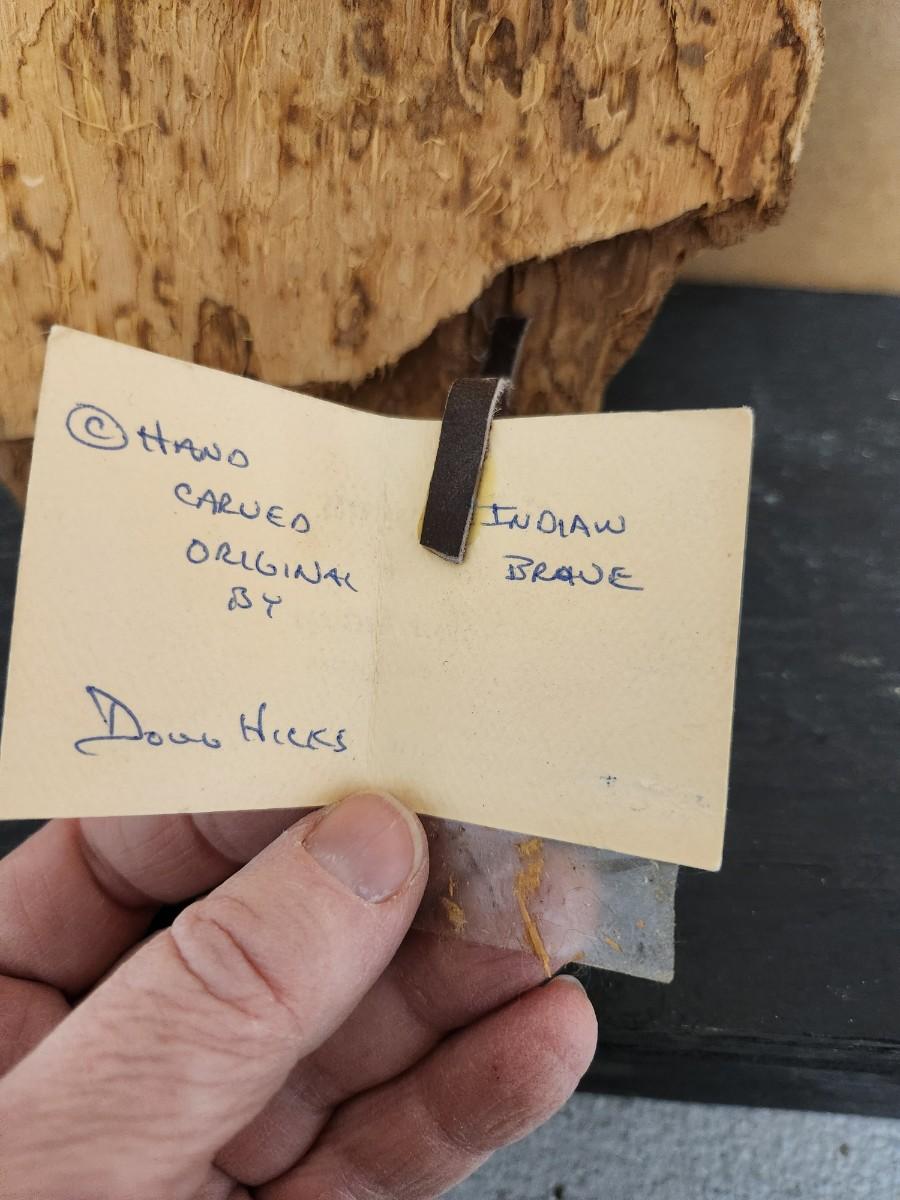 © HAND
CARVED
ORIGINAL
BY
Doug Hicks
INDIAN
BRAVE